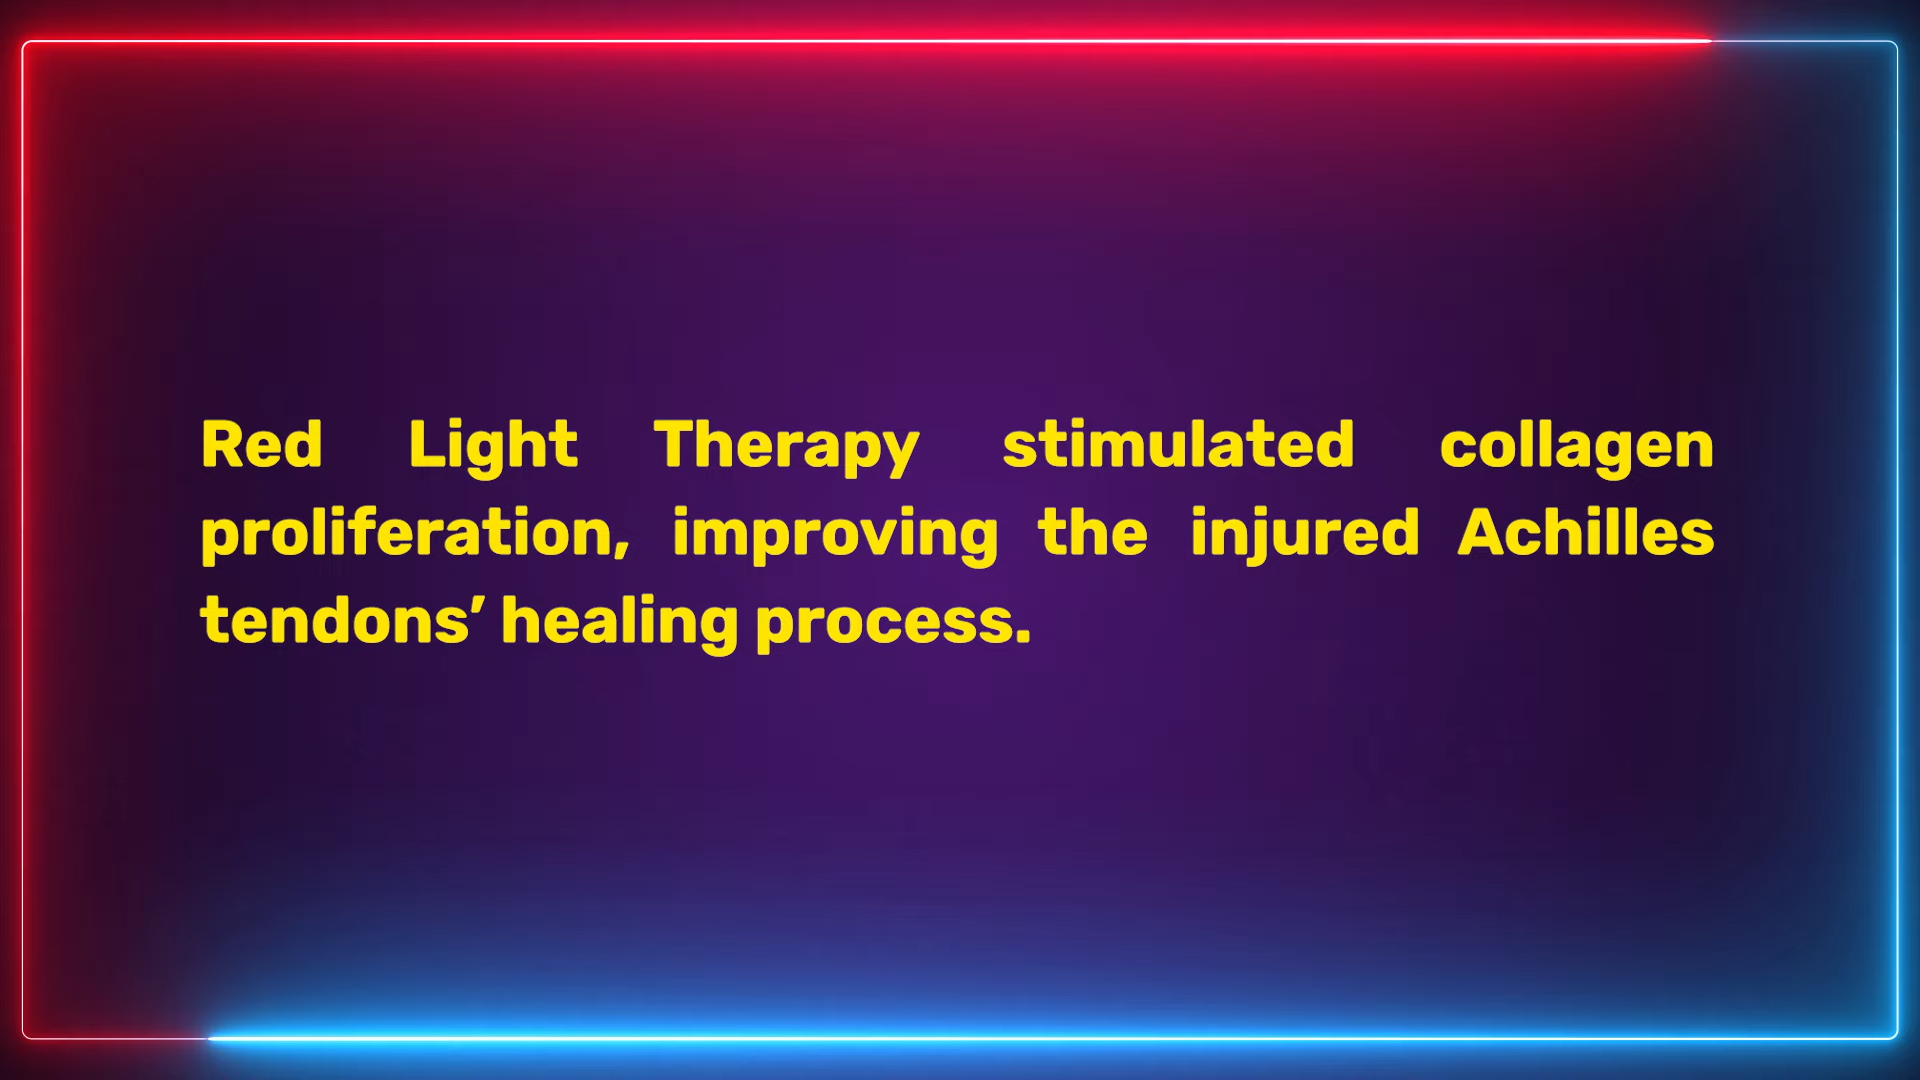 Red Light Therapy stimulated collagen
proliferation, improving the injured Achilles
tendons’ healing process.